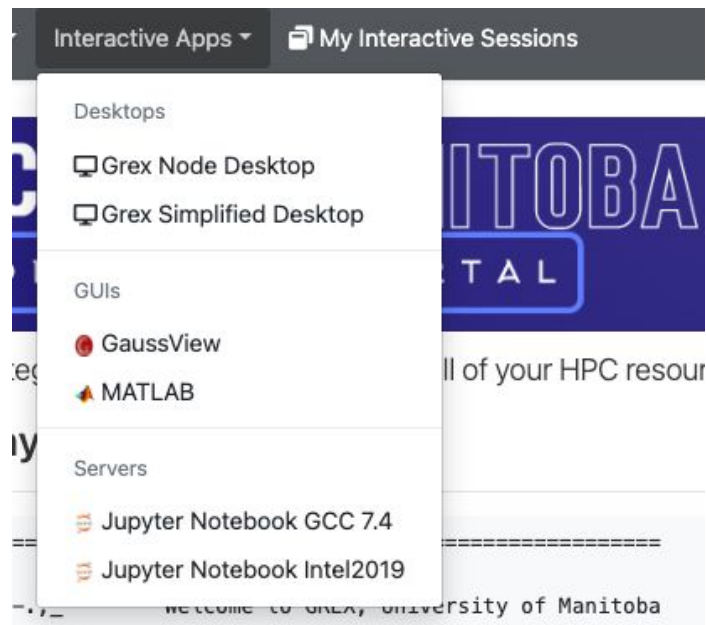 Interactive Apps My Interactive Sessions
Desktops
Grex Node Desktop
Grex Simplified Desktop
ITOBA
TAL
GUIs
GaussView
MATLAB
ll of your HPC resour
Servers
Jupyter Notebook GCC 7.4
Jupyter Notebook Intel2019
Welcome to GREX, University of Manitoba